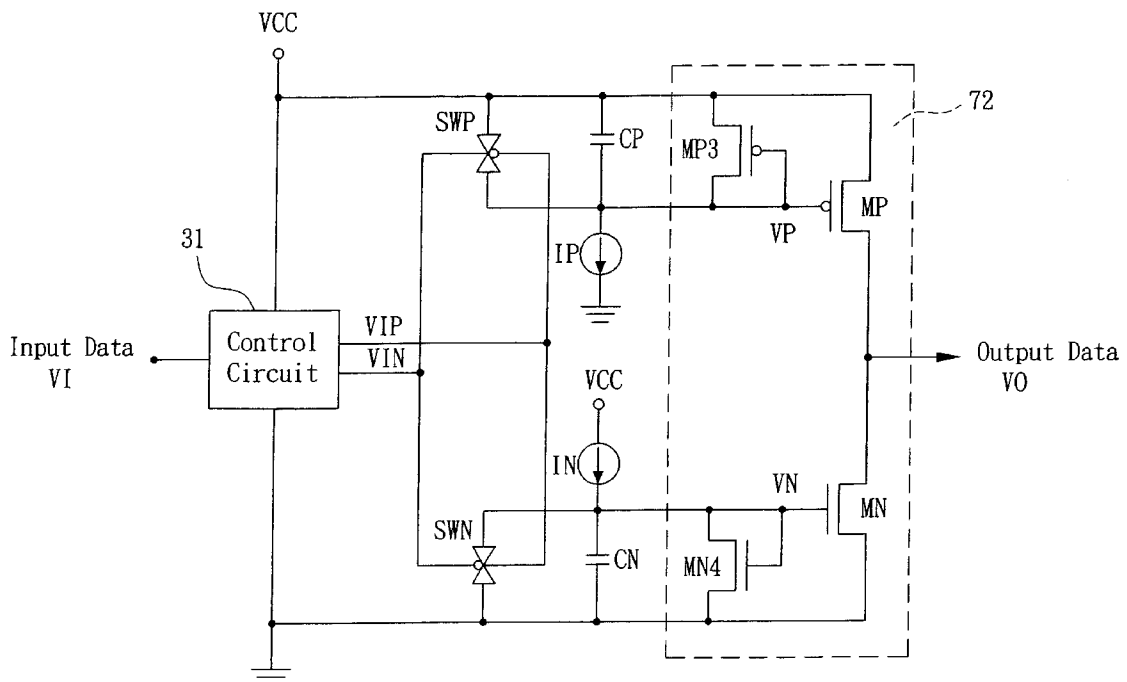 VCC
SWP
CP
MP3
72
MP
VP
IP
31
Control
Circuit
VIP
VIN
Input Data
VI
VCC
Output Data
VO
IN
VN
MN
SWN
CN
MN4